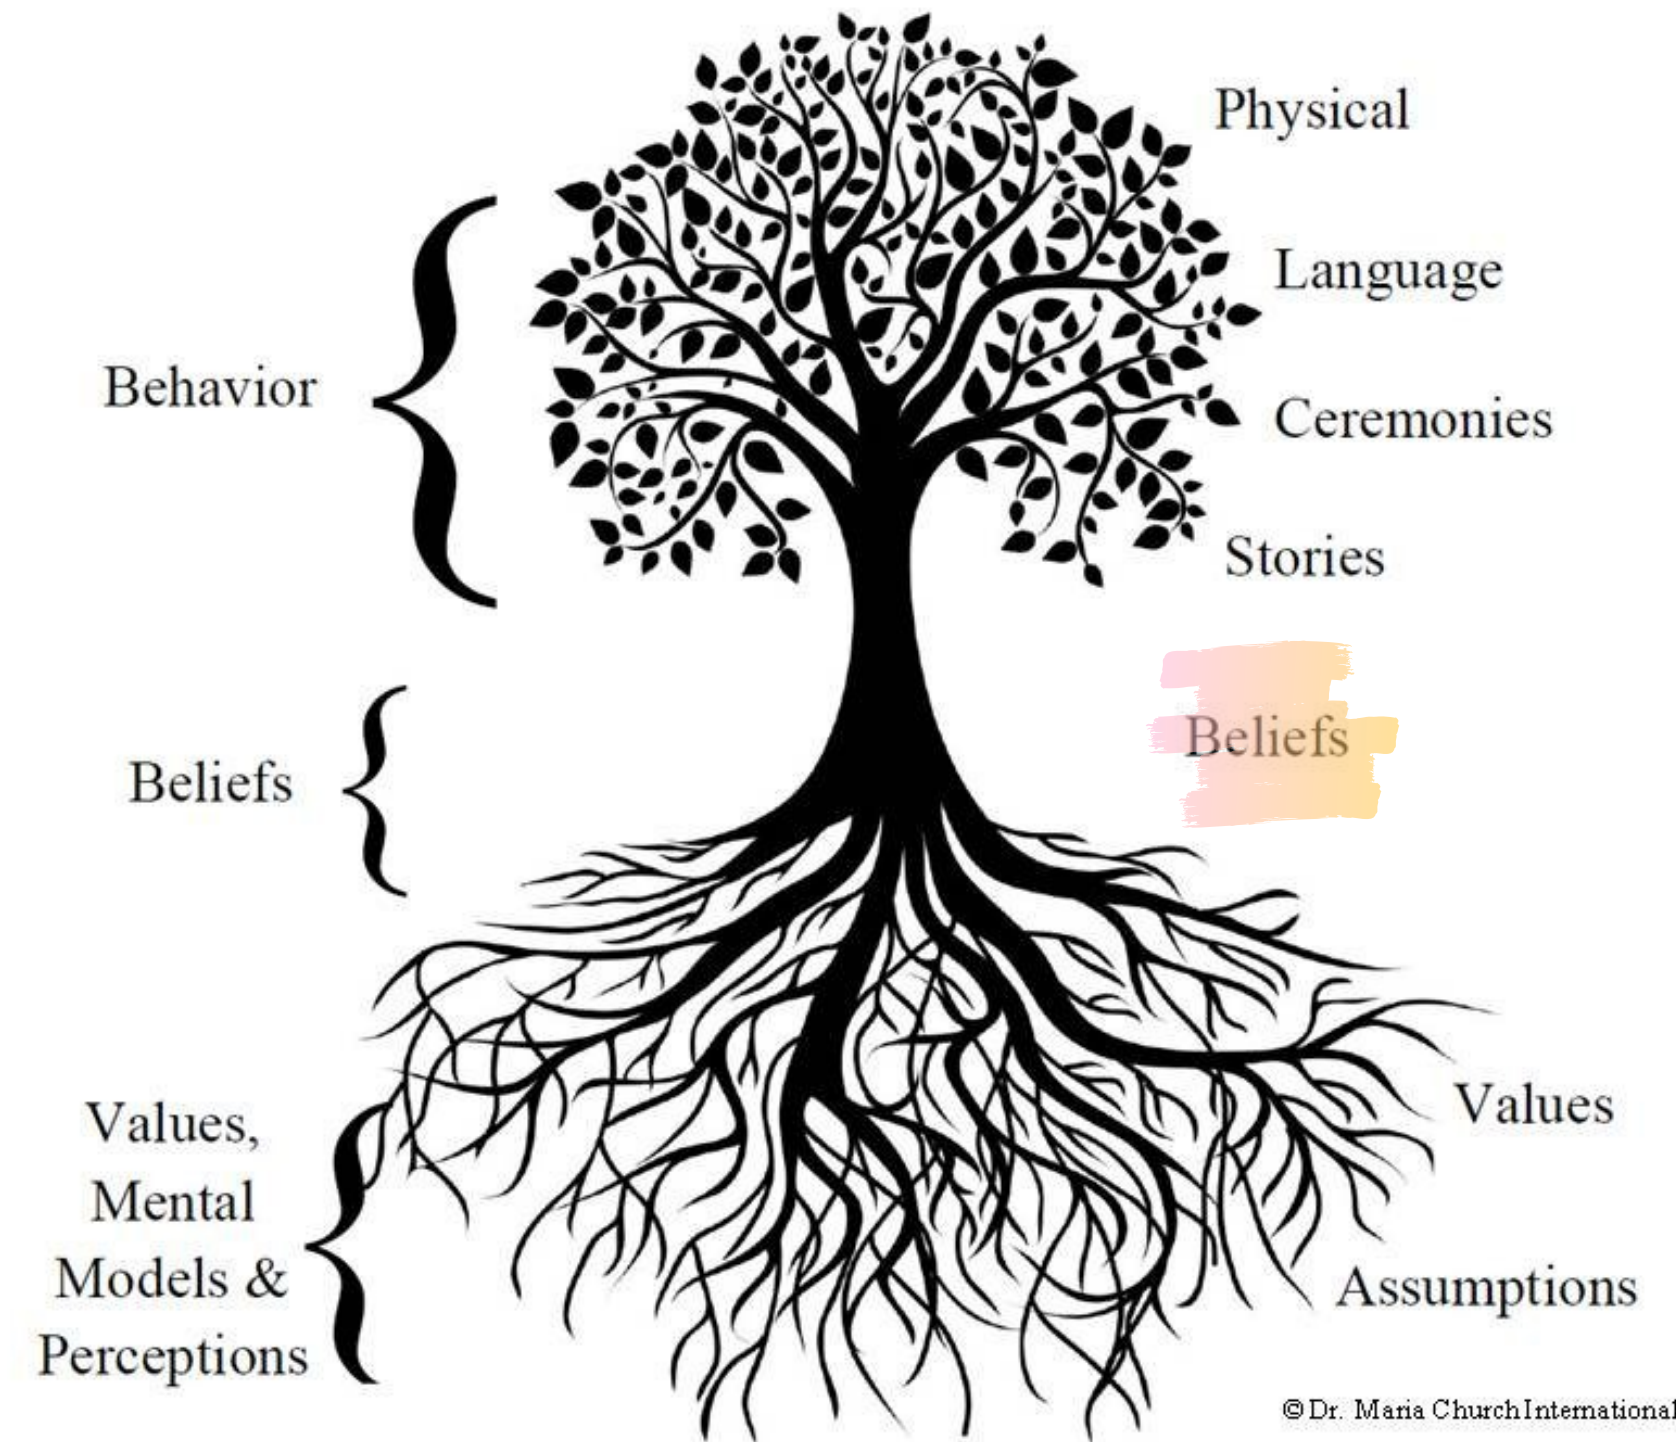 Physical
Language
Behavior
Ceremonies
Stories
Beliefs
Beliefs
Values,
Mental
Models &
Perceptions
Values
Assumptions
© Dr. Maria Church International